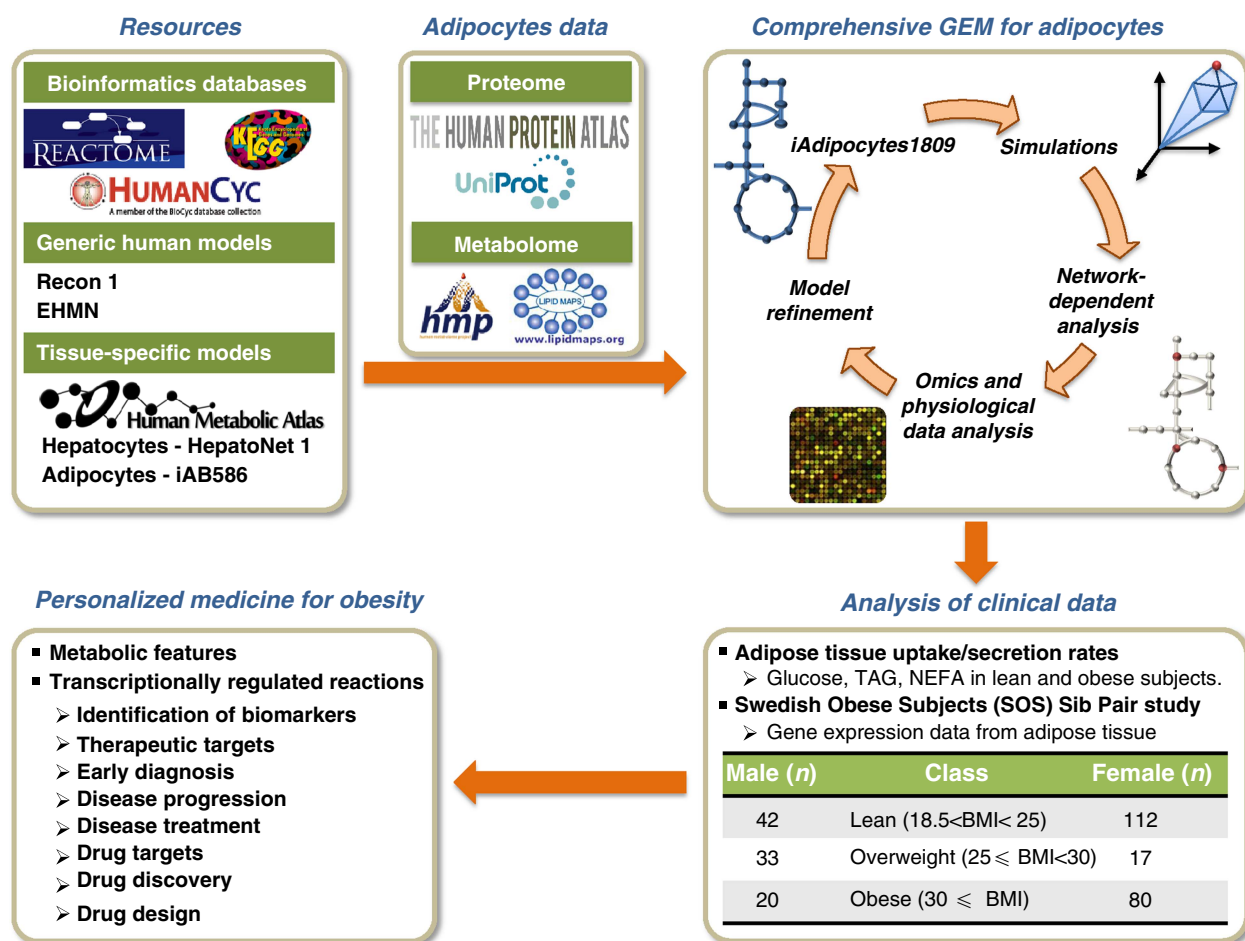 Resources
Bioinformatics databases
REACTOME
KEGG
HUMANCYC
A member of the BioCyc database collection
Generic human models
Recon 1
EHMN
Tissue-specific models
Human Metabolic Atlas
Hepatocytes - HepatoNet 1
Adipocytes - iAB586
Adipocytes data
Proteome
THE HUMAN PROTEIN ATLAS
UniProt
Metabolome
hmp
LIPID MAPS
www.lipidmaps.org
Comprehensive GEM for adipocytes
iAdipocytes1809
Simulations
Network-
dependent
analysis
Omics and
physiological
data analysis
Model
refinement
Personalized medicine for obesity
▪ Metabolic features
▪ Transcriptionally regulated reactions
➢ Identification of biomarkers
➢ Therapeutic targets
➢ Early diagnosis
➢ Disease progression
➢ Disease treatment
➢ Drug targets
➢ Drug discovery
➢ Drug design
Analysis of clinical data
▪ Adipose tissue uptake/secretion rates
➢ Glucose, TAG, NEFA in lean and obese subjects.
▪ Swedish Obese Subjects (SOS) Sib Pair study
➢ Gene expression data from adipose tissue
Male (n) Class Female (n)
42 Lean (18.5<BMI< 25) 112
33 Overweight (25 ⩽ BMI<30) 17
20 Obese (30 ⩽ BMI) 80